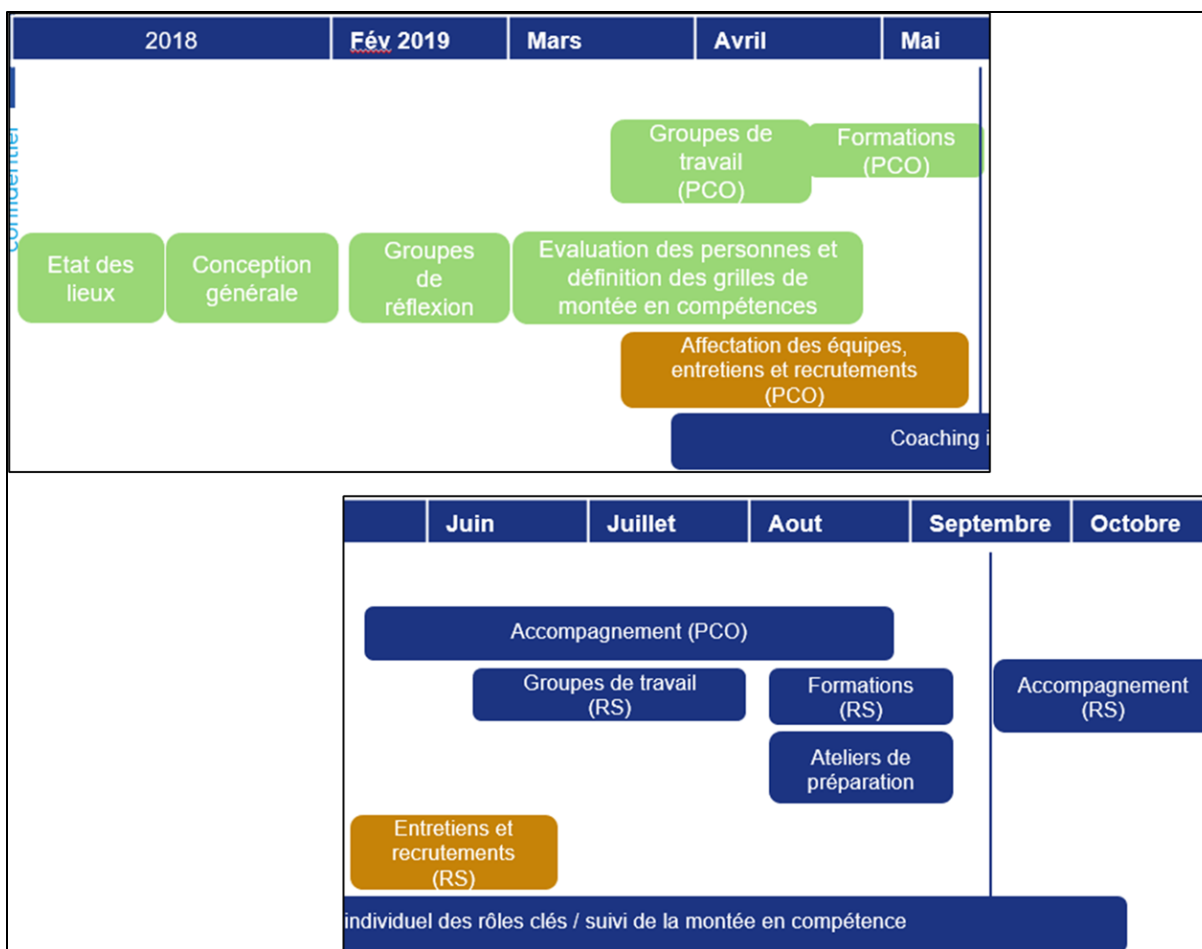 2018
Fév 2019
Mars
Avril
Mai
confidentiel
Groupes de
travail
(PCO)
Formations
(PCO)
Etat des
lieux
Conception
générale
Groupes
de
réflexion
Evaluation des personnes et
définition des grilles de
montée en compétences
Affectation des équipes,
entretiens et recrutements
(PCO)
Coaching i
Juin
Juillet
Aout
Septembre
Octobre
Accompagnement (PCO)
Groupes de travail
(RS)
Formations
(RS)
Accompagnement
(RS)
Ateliers de
préparation
Entretiens et
recrutements
(RS)
individuel des rôles clés / suivi de la montée en compétence